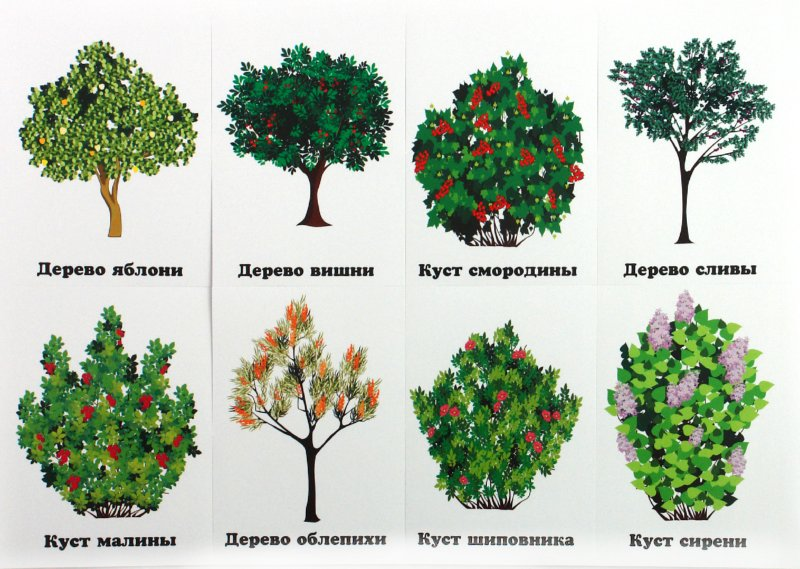 Дерево яблони
Дерево вишни
Куст смородины
Дерево сливы
Куст малины
Дерево облепихи
Куст шиповника
Куст сирени